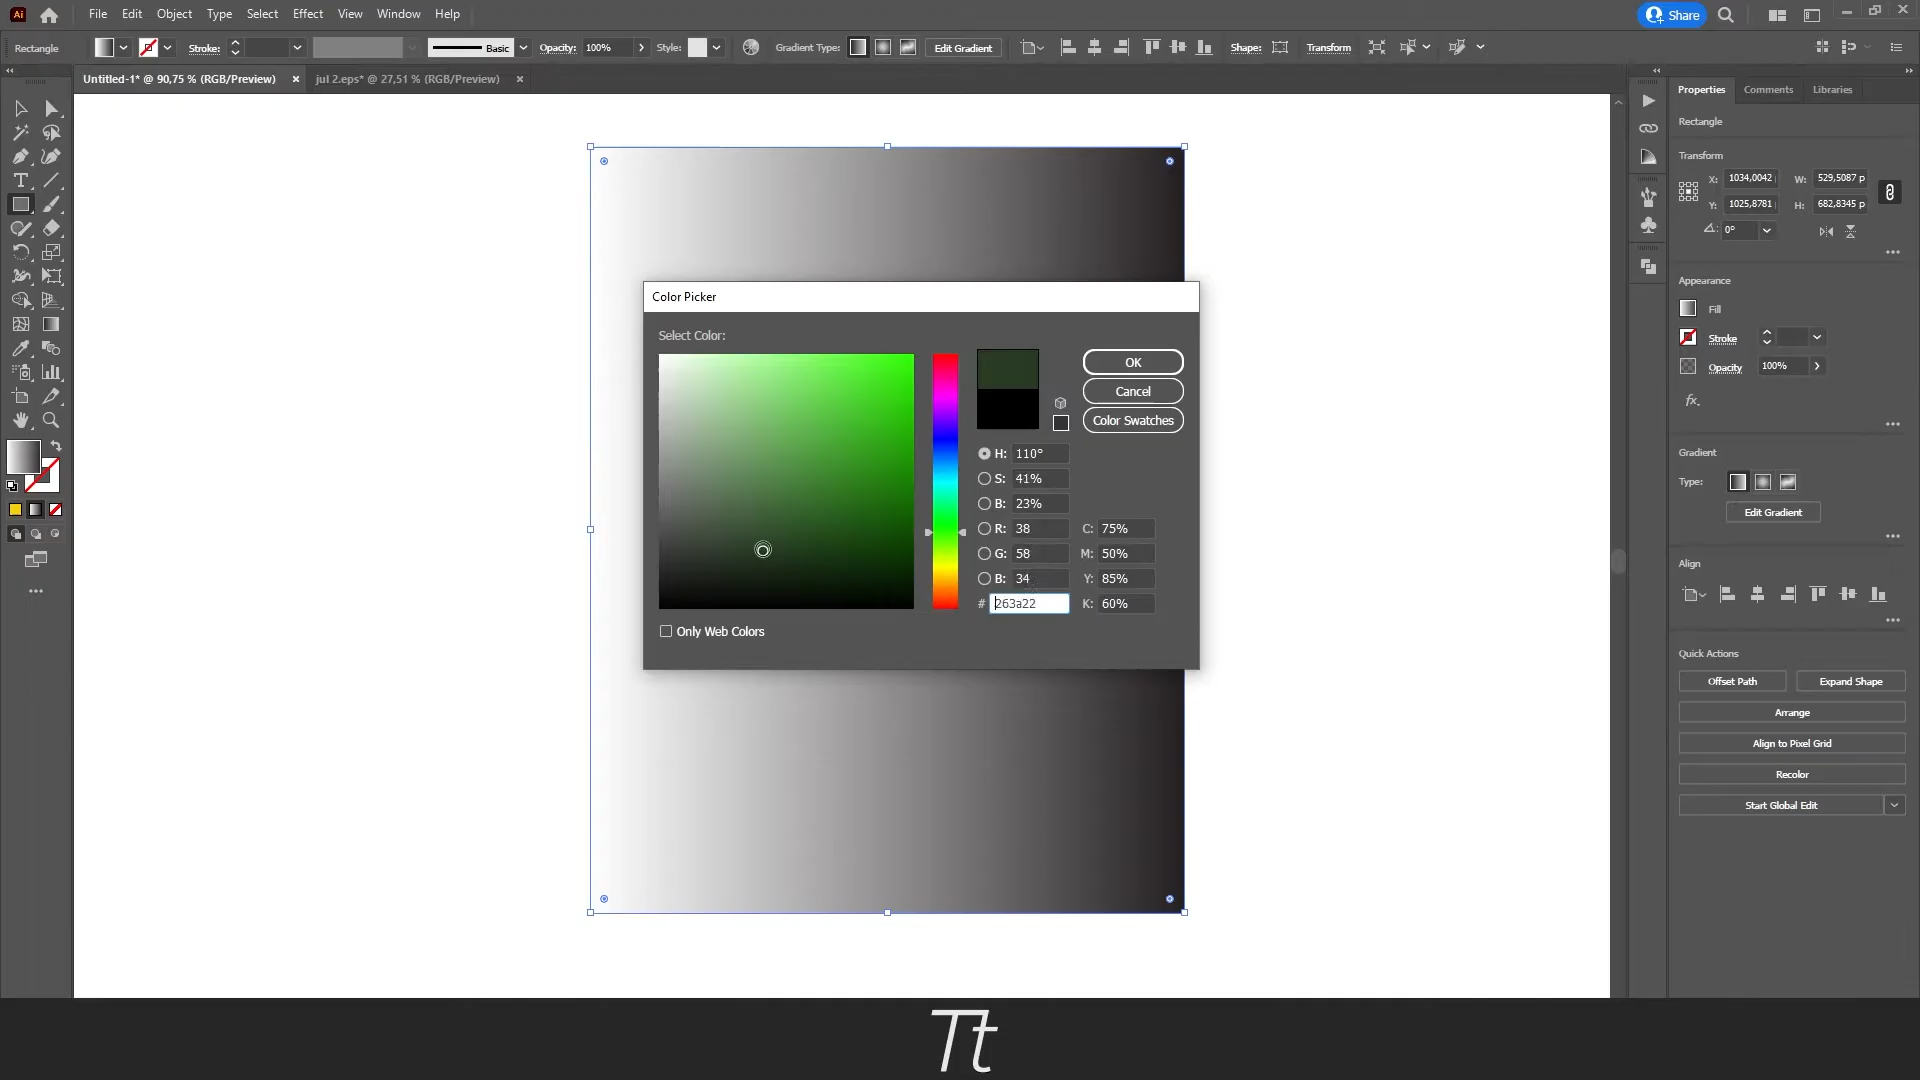 File Edit Object Type Select Effect View Window Help
Share
Rectangle Stroke: Basic Opacity: 100% Style: Gradient Type: Edit Gradient Shape: Transform
Untitled-1* @ 90,75 % (RGB/Preview) × jul 2.eps* @ 27,51 % (RGB/Preview) ×
Properties Comments Libraries
Rectangle
Transform
X: 1034,0042 W: 529,5087 p
Y: 1025,8781 H: 682,8345 p
0°
Appearance
Fill
Stroke
Opacity 100%
fx.
Gradient
Type:
Edit Gradient
Align
Quick Actions
Offset Path Expand Shape
Arrange
Align to Pixel Grid
Recolor
Start Global Edit
Color Picker
Select Color:
OK
Cancel
Color Swatches
H: 110°
S: 41%
B: 23%
R: 38 C: 75%
G: 58 M: 50%
B: 34 Y: 85%
# 263a22 K: 60%
Only Web Colors
Tt